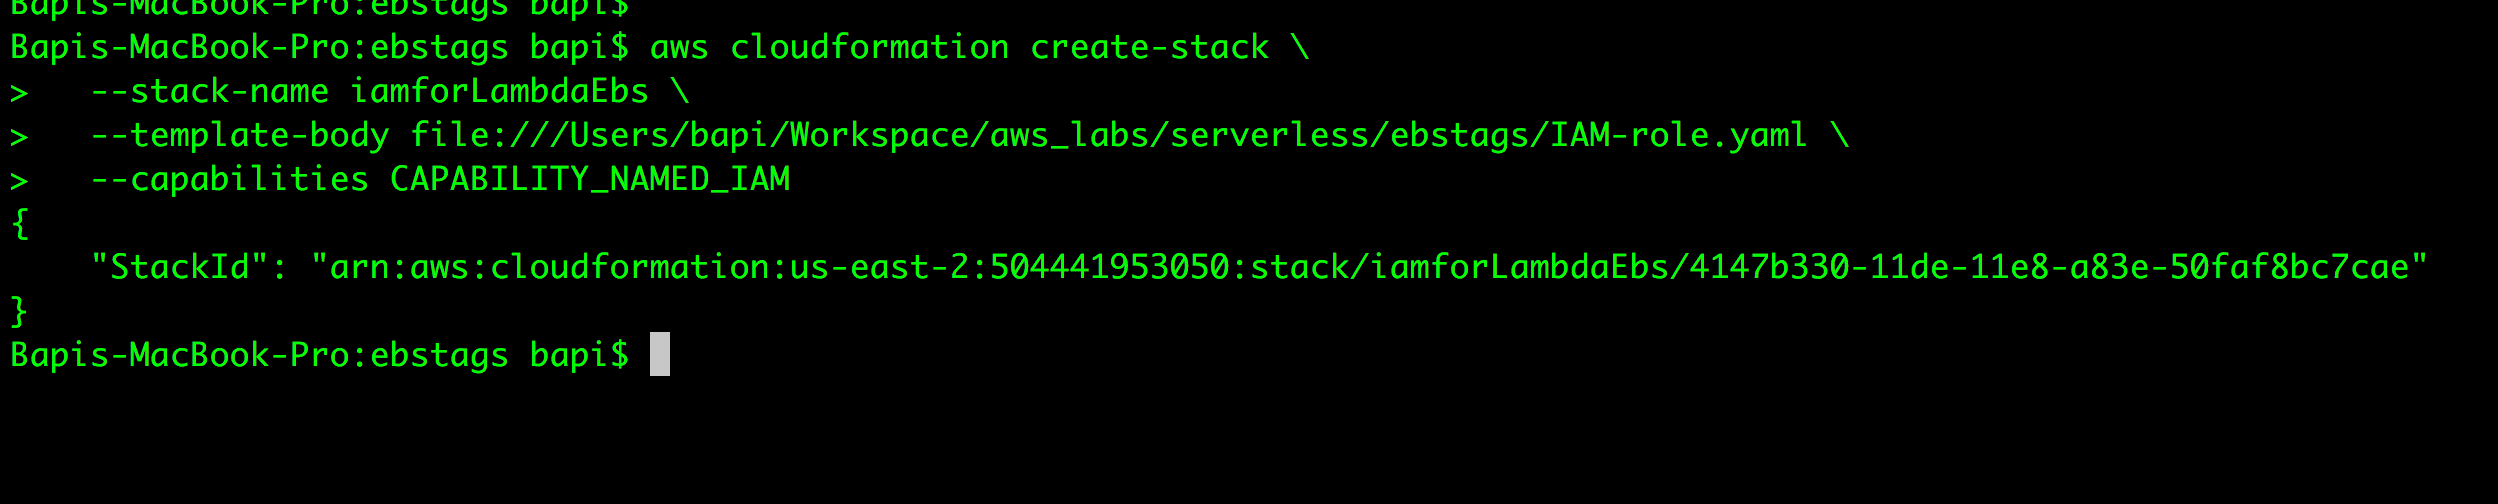 Bapis-MacBook-Pro:ebstags bapi$
Bapis-MacBook-Pro:ebstags bapi$ aws cloudformation create-stack \
>   --stack-name iamforLambdaEbs \
>   --template-body file:///Users/bapi/Workspace/aws_labs/serverless/ebstags/IAM-role.yaml \
>   --capabilities CAPABILITY_NAMED_IAM
{
    "StackId": "arn:aws:cloudformation:us-east-2:504441953050:stack/iamforLambdaEbs/4147b330-11de-11e8-a83e-50faf8bc7cae"
}
Bapis-MacBook-Pro:ebstags bapi$